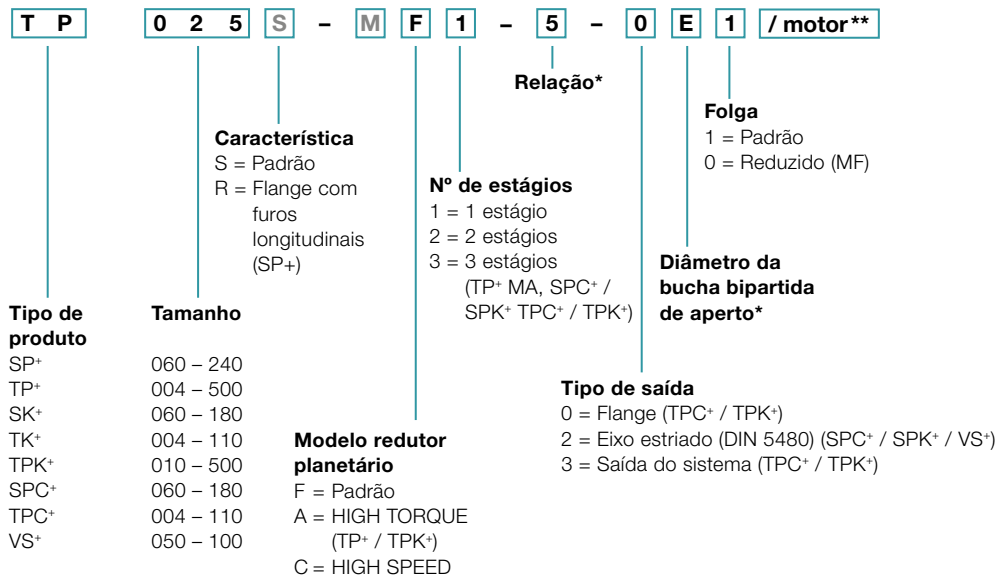 T P 0 2 5 S – M F 1 – 5 – 0 E 1 / motor**
Relação*
Folga
1 = Padrão
0 = Reduzido (MF)
Característica
S = Padrão
R = Flange com
furos
longitudinais
(SP+)
Nº de estágios
1 = 1 estágio
2 = 2 estágios
3 = 3 estágios
(TP+ MA, SPC+ /
SPK+ TPC+ / TPK+)
Diâmetro da
bucha bipartida
de aperto*
Tipo de
produto
SP+
TP+
SK+
TK+
TPK+
SPC+
TPC+
VS+
Tamanho
060 – 240
004 – 500
060 – 180
004 – 110
010 – 500
060 – 180
004 – 110
050 – 100
Modelo redutor
planetário
F = Padrão
A = HIGH TORQUE
(TP+ / TPK+)
C = HIGH SPEED
Tipo de saída
0 = Flange (TPC+ / TPK+)
2 = Eixo estriado (DIN 5480) (SPC+ / SPK+ / VS+)
3 = Saída do sistema (TPC+ / TPK+)